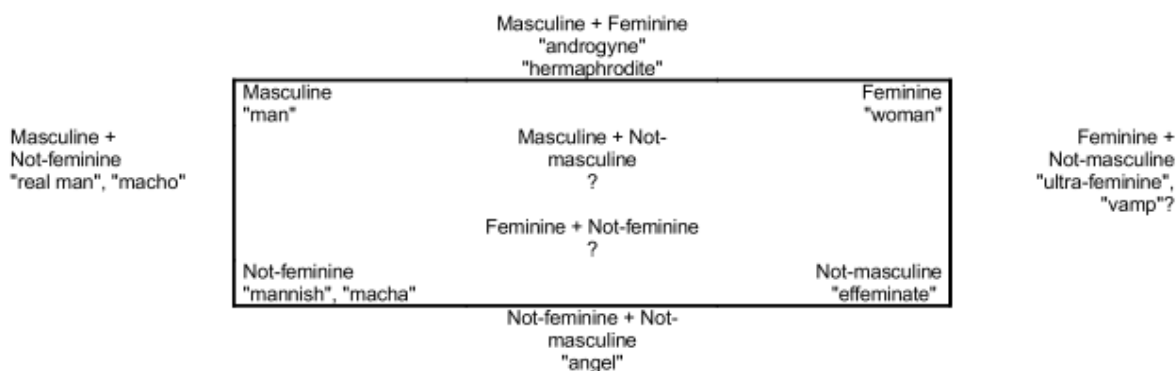 Masculine + Feminine
"androgyne"
"hermaphrodite"
Masculine
"man"
Feminine
"woman"
Masculine +
Not-feminine
"real man", "macho"
Masculine + Not-
masculine
?
Feminine +
Not-masculine
"ultra-feminine",
"vamp"?
Feminine + Not-feminine
?
Not-feminine
"mannish", "macha"
Not-masculine
"effeminate"
Not-feminine + Not-
masculine
"angel"